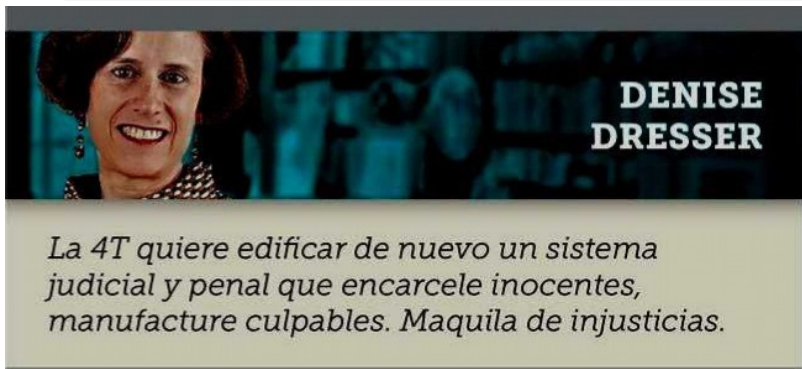 DENISE
DRESSER
La 4T quiere edificar de nuevo un sistema
judicial y penal que encarcele inocentes,
manufacture culpables. Maquila de injusticias.